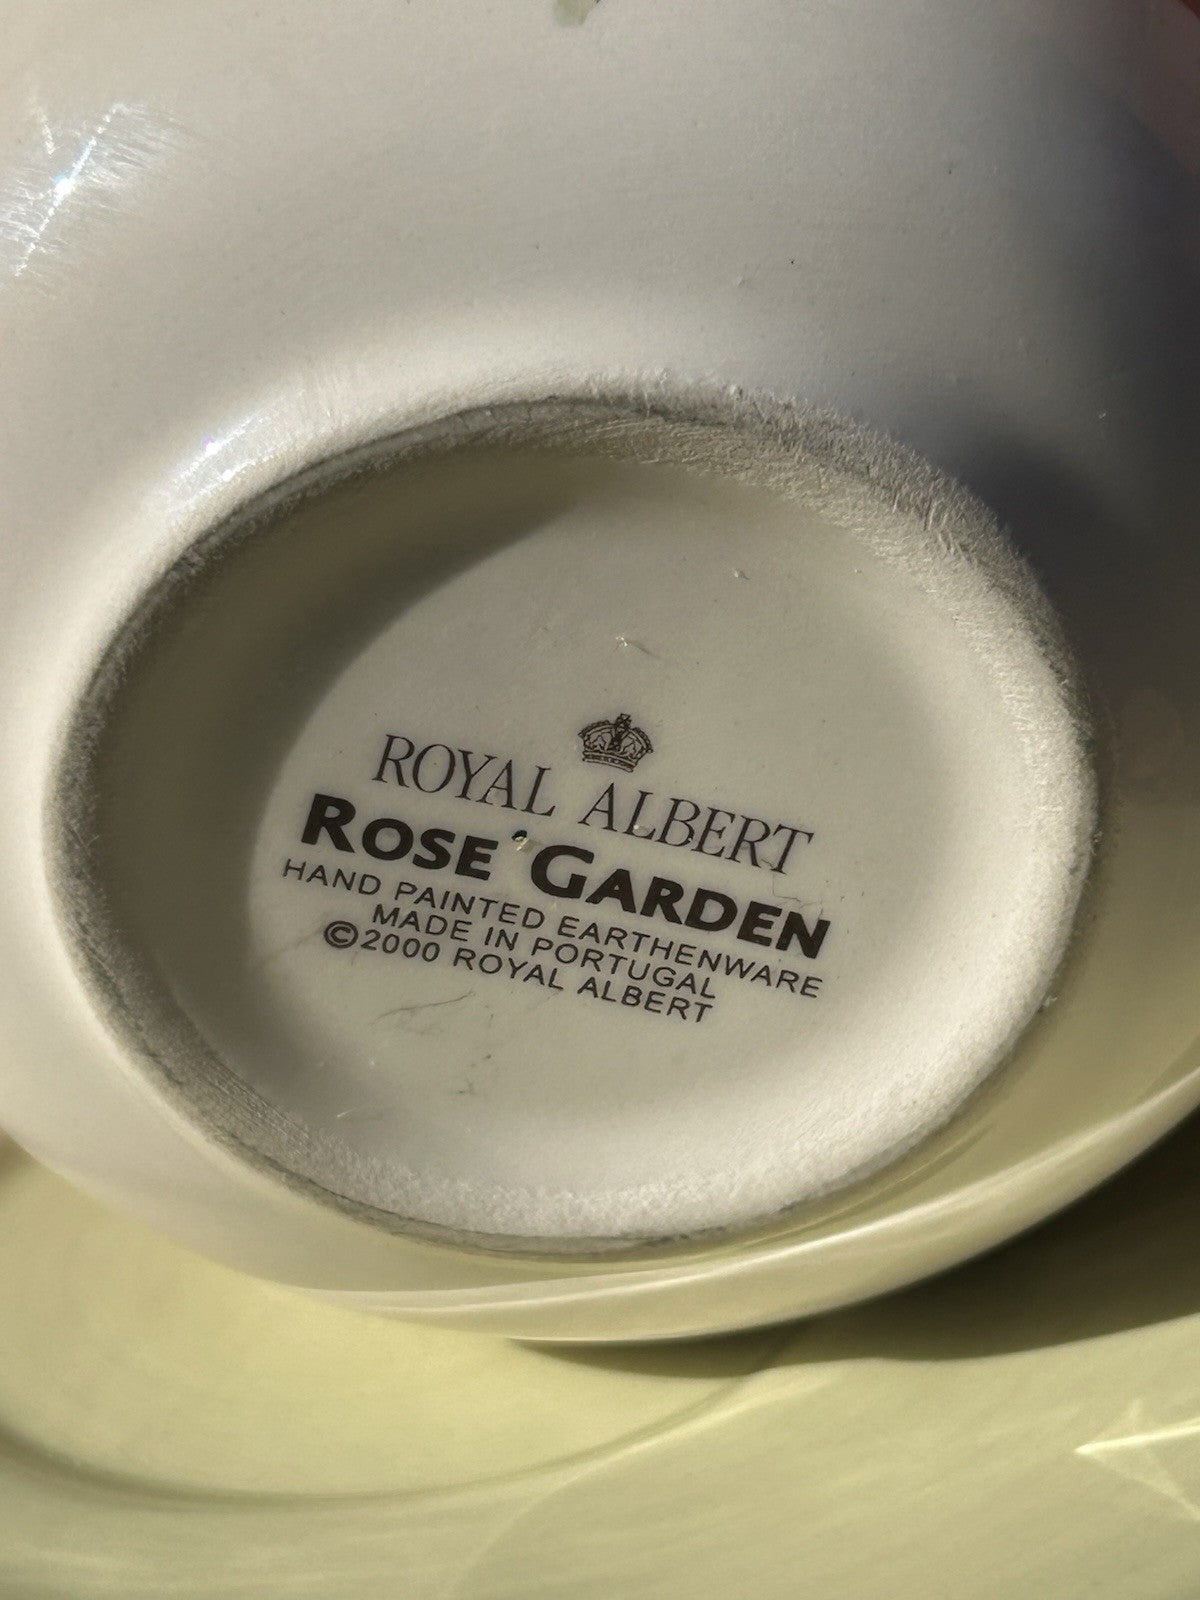 ROYAL ALBERT
ROSE GARDEN
HAND PAINTED EARTHENWARE
MADE IN PORTUGAL
©2000 ROYAL ALBERT